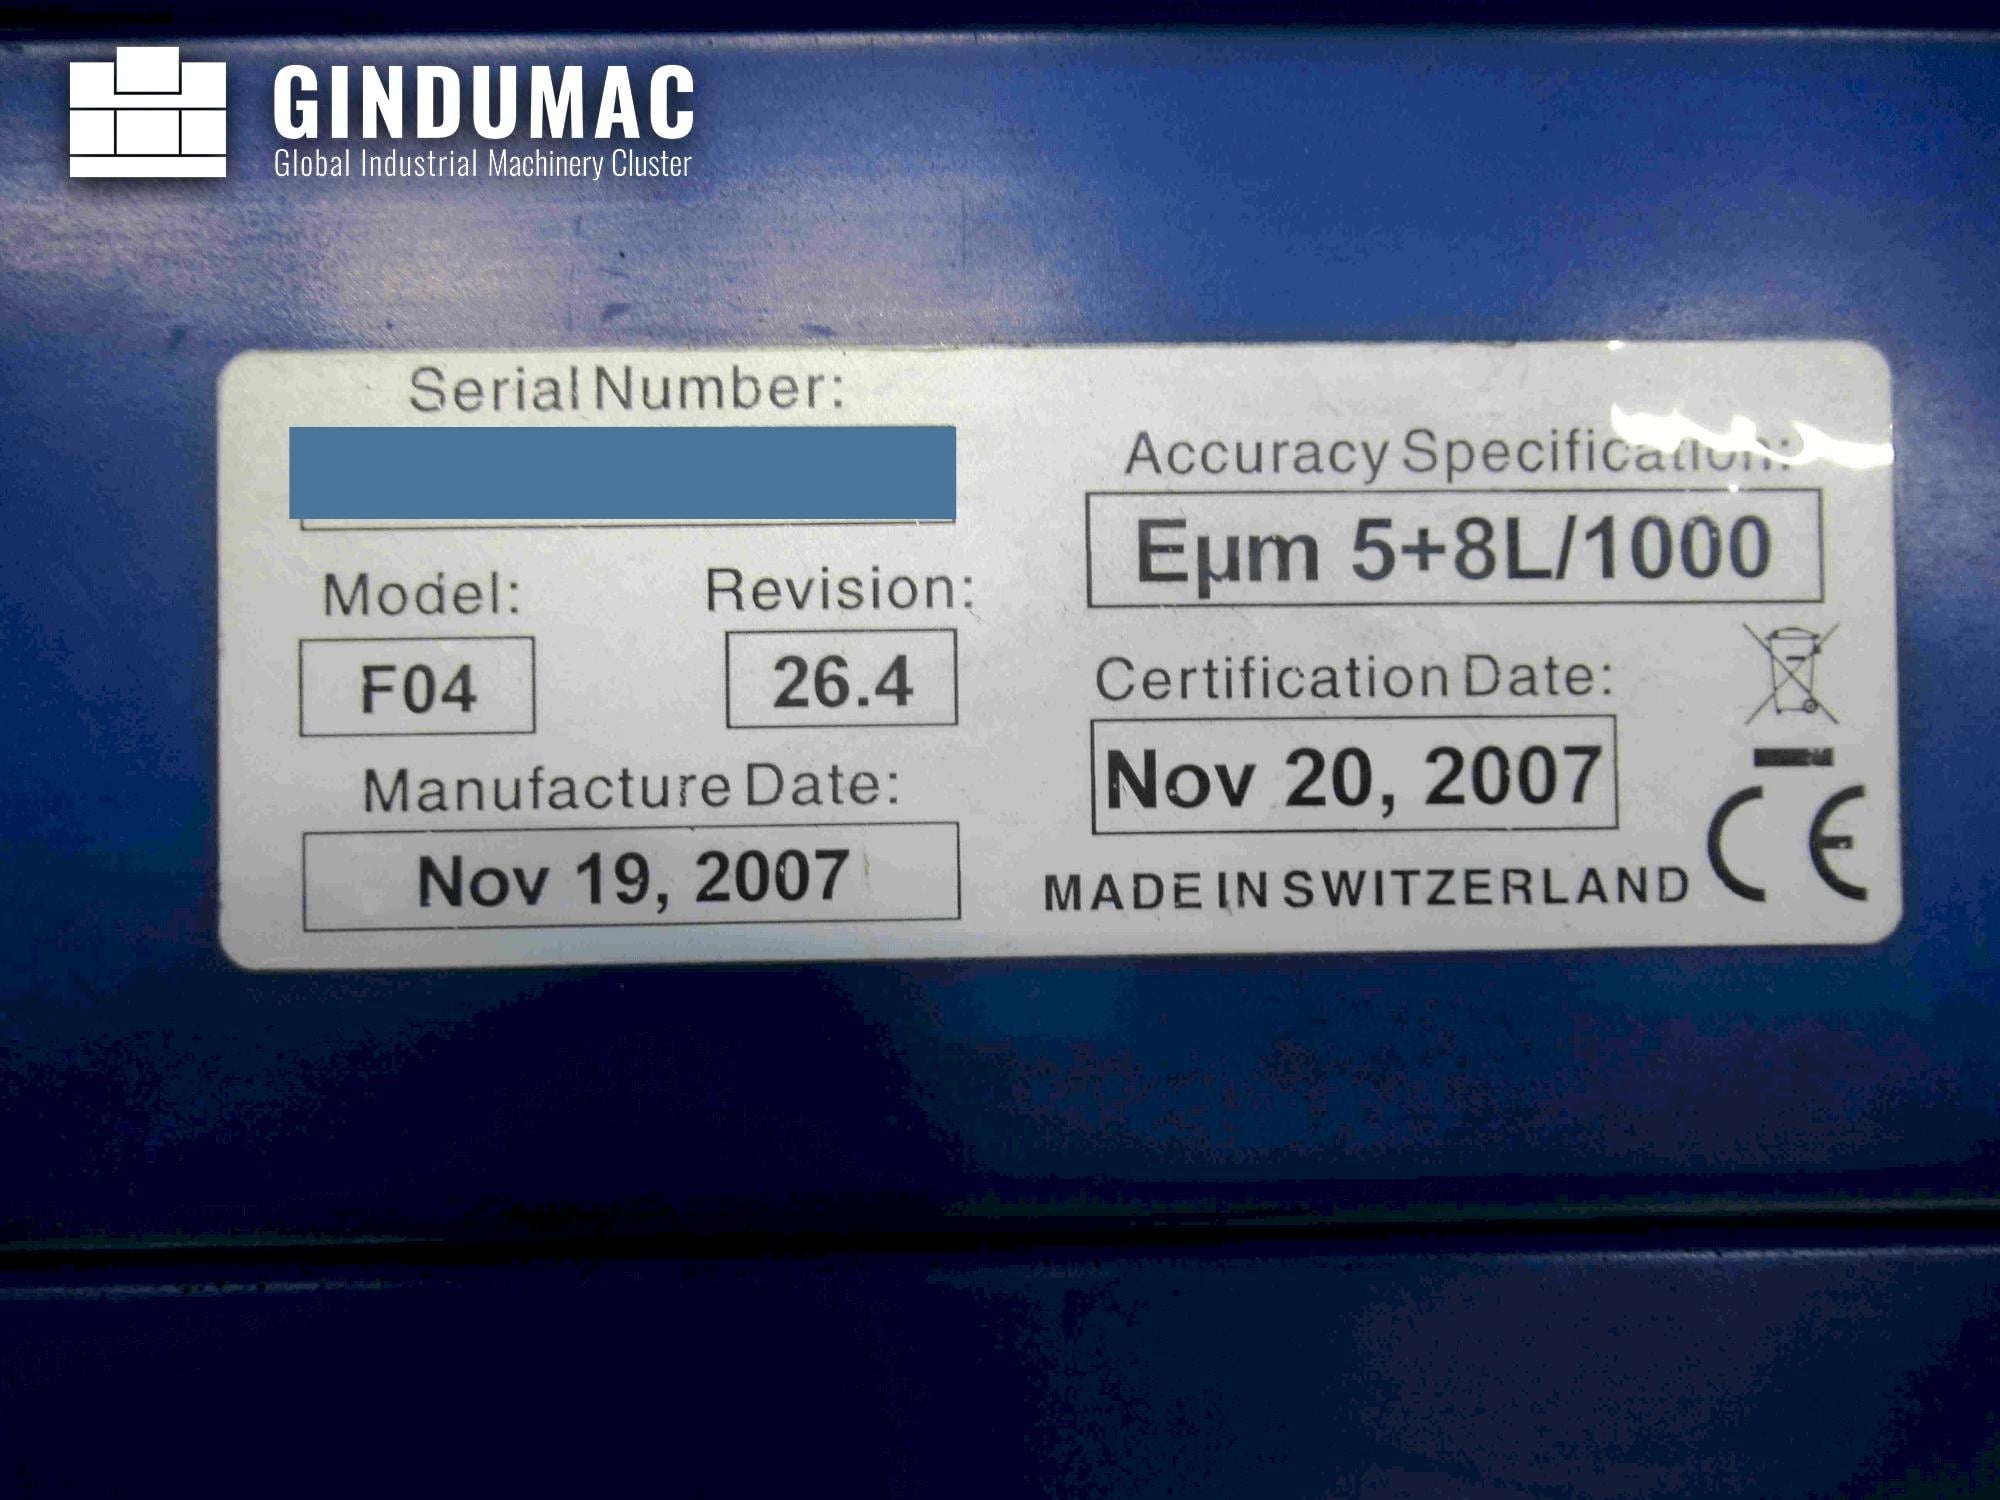 GINDUMAC
Global Industrial Machinery Cluster
Serial Number:
Model:
F04
Revision:
26.4
Manufacture Date:
Nov 19, 2007
Accuracy Specification:
Eµm 5+8L/1000
Certification Date:
Nov 20, 2007
MADE IN SWITZERLAND
CE